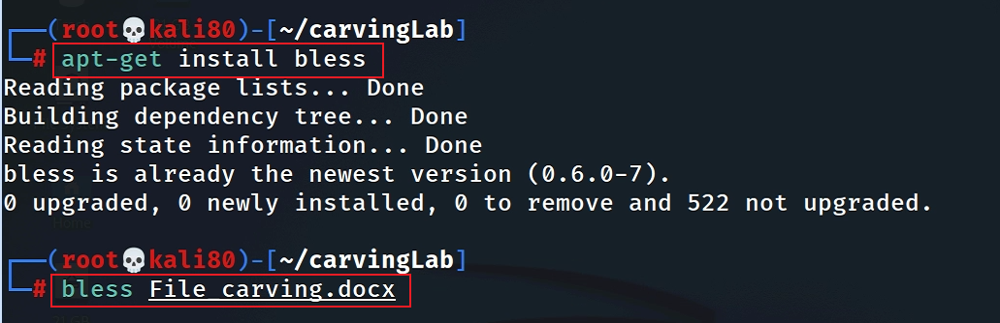 (root💀kali80)-[~/carvingLab]
# apt-get install bless
Reading package lists... Done
Building dependency tree... Done
Reading state information... Done
bless is already the newest version (0.6.0-7).
0 upgraded, 0 newly installed, 0 to remove and 522 not upgraded.
Home
(root💀kali80)-[~/carvingLab]
# bless File_carving.docx